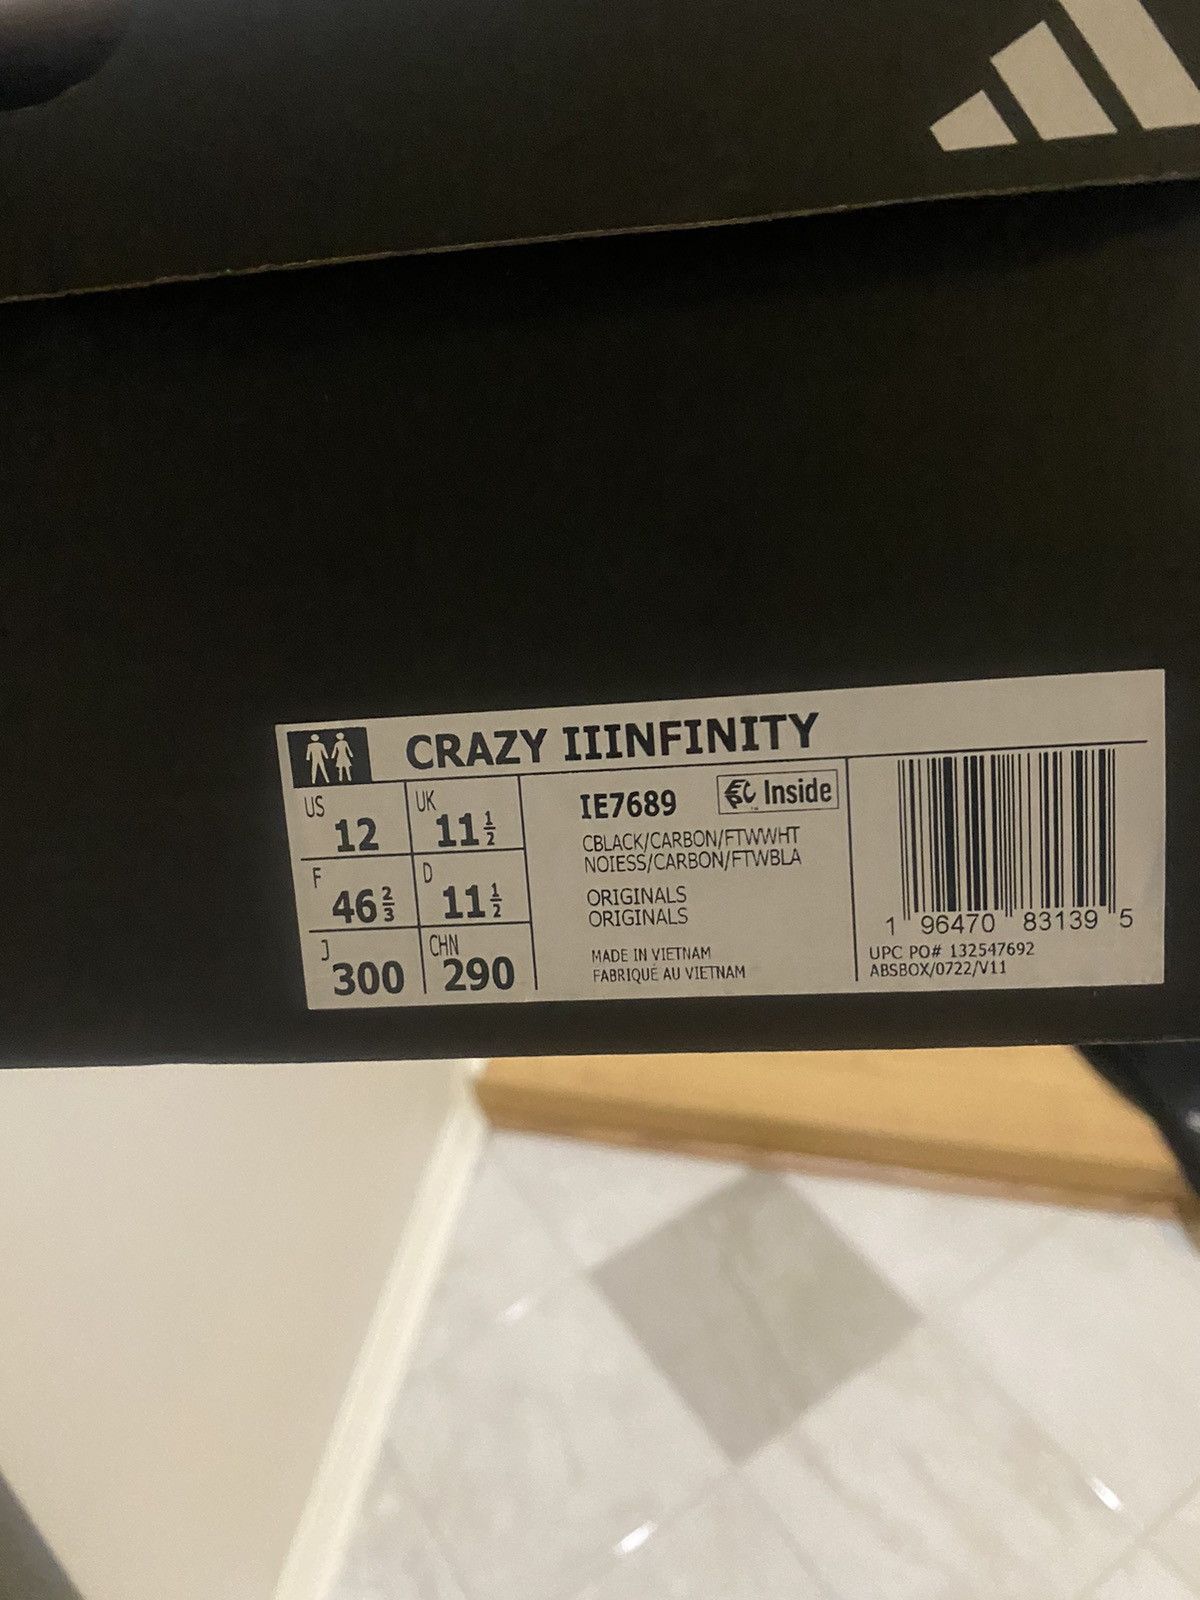 CRAZY IIINFINITY
US 12
UK 11 1/2
F 46 2/3
D 11 1/2
J 300
CHN 290
IE7689
Inside
CBLACK/CARBON/FTWWHT
NOIESS/CARBON/FTWBLA
ORIGINALS
ORIGINALS
MADE IN VIETNAM
FABRIQUÉ AU VIETNAM
1 96470 83139 5
UPC PO# 132547692
ABSBOX/0722/V11